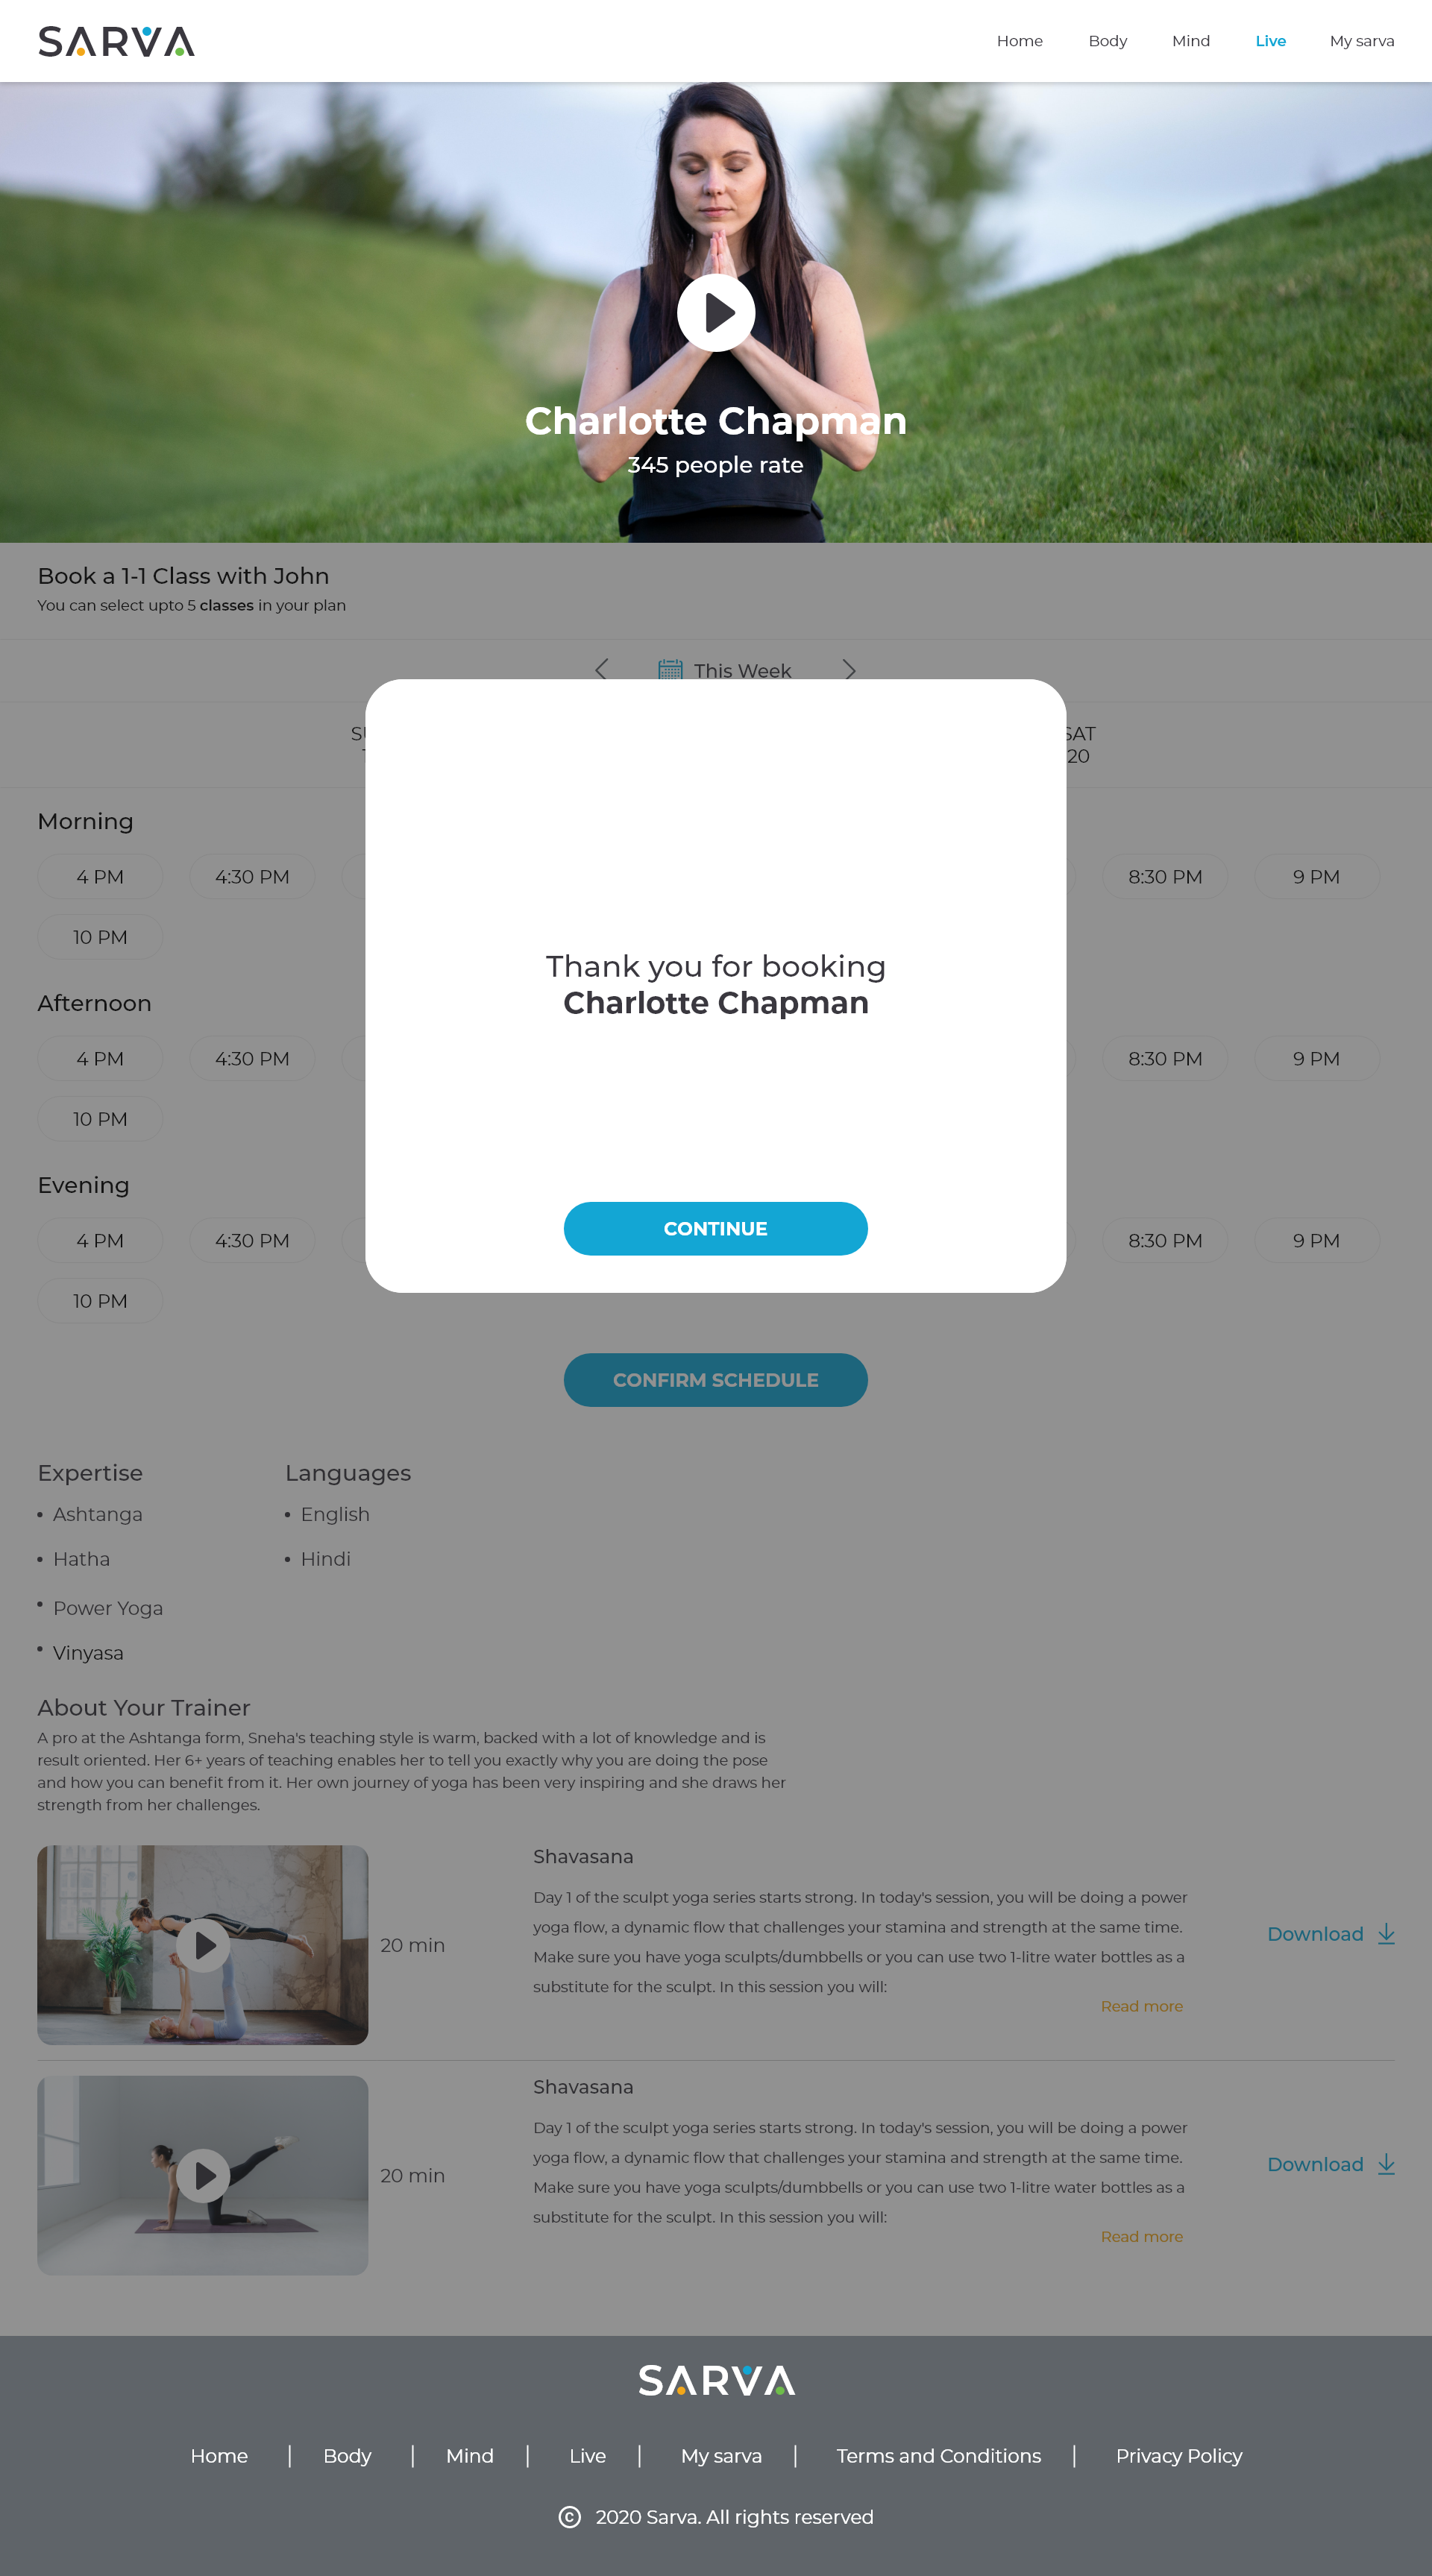 SARVA
Home
Body
Mind
Live
My sarva
Charlotte Chapman
345 people rate
Book a 1-1 Class with John
You can select upto 5 classes in your plan
This Week
SAT
20
Morning
4 PM
4:30 PM
8:30 PM
9 PM
10 PM
Thank you for booking
Charlotte Chapman
Afternoon
4 PM
4:30 PM
8:30 PM
9 PM
10 PM
Evening
4 PM
4:30 PM
8:30 PM
9 PM
CONTINUE
10 PM
CONFIRM SCHEDULE
Expertise
Ashtanga
Hatha
Power Yoga
Vinyasa
Languages
English
Hindi
About Your Trainer
A pro at the Ashtanga form, Sneha's teaching style is warm, backed with a lot of knowledge and is
result oriented. Her 6+ years of teaching enables her to tell you exactly why you are doing the pose
and how you can benefit from it. Her own journey of yoga has been very inspiring and she draws her
strength from her challenges.
20 min
Shavasana
Day 1 of the sculpt yoga series starts strong. In today's session, you will be doing a power
yoga flow, a dynamic flow that challenges your stamina and strength at the same time.
Make sure you have yoga sculpts/dumbbells or you can use two 1-litre water bottles as a
substitute for the sculpt. In this session you will:
Read more
Download
20 min
Shavasana
Day 1 of the sculpt yoga series starts strong. In today's session, you will be doing a power
yoga flow, a dynamic flow that challenges your stamina and strength at the same time.
Make sure you have yoga sculpts/dumbbells or you can use two 1-litre water bottles as a
substitute for the sculpt. In this session you will:
Read more
Download
SARVA
Home | Body | Mind | Live | My sarva | Terms and Conditions | Privacy Policy
© 2020 Sarva. All rights reserved